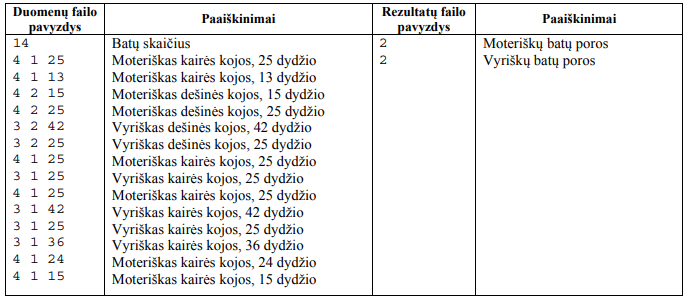 Duomenų failo pavyzdys Paaiškinimai Rezultatų failo pavyzdys Paaiškinimai
14 Batų skaičius 2 Moteriškų batų poros
4 1 25 Moteriškas kairės kojos, 25 dydžio 2 Vyriškų batų poros
4 1 13 Moteriškas kairės kojos, 13 dydžio
4 2 15 Moteriškas dešinės kojos, 15 dydžio
4 2 25 Moteriškas dešinės kojos, 25 dydžio
3 2 42 Vyriškas dešinės kojos, 42 dydžio
3 2 25 Vyriškas dešinės kojos, 25 dydžio
4 1 25 Moteriškas kairės kojos, 25 dydžio
3 1 25 Vyriškas kairės kojos, 25 dydžio
4 1 25 Moteriškas kairės kojos, 25 dydžio
3 1 42 Vyriškas kairės kojos, 42 dydžio
3 1 25 Vyriškas kairės kojos, 25 dydžio
3 1 36 Vyriškas kairės kojos, 36 dydžio
4 1 24 Moteriškas kairės kojos, 24 dydžio
4 1 15 Moteriškas kairės kojos, 15 dydžio